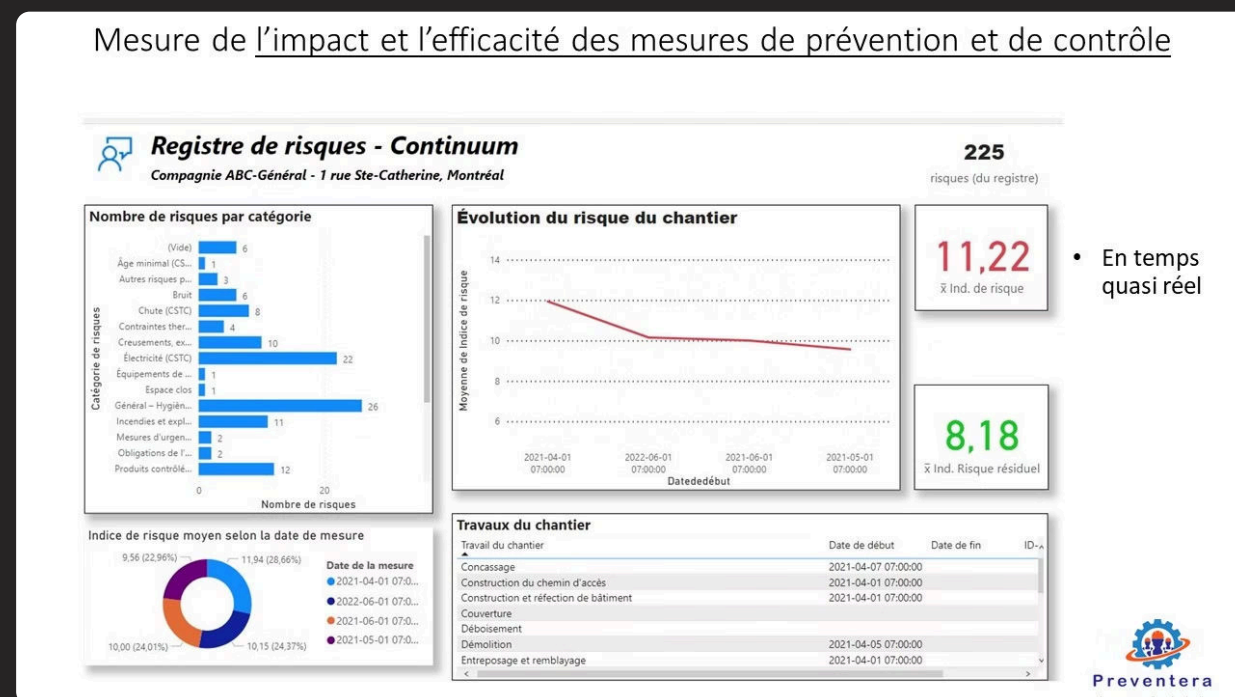 Mesure de l'impact et l'efficacité des mesures de prévention et de contrôle
Registre de risques - Continuum
Compagnie ABC-Général - 1 rue Ste-Catherine, Montréal
225
risques (du registre)
Nombre de risques par catégorie
Catégorie de risques
(Vide) 6
Âge minimal (CS... 1
Autres risques p... 3
Bruit 6
Chute (CSTC) 8
Contraintes ther... 4
Creusements, ex... 10
Électricité (CSTC) 22
Équipements de ... 1
Espace clos 1
Général – Hygièn... 26
Incendies et expl... 11
Mesures d'urgen... 2
Obligations de l'... 2
Produits contrôlé... 12
0 20
Nombre de risques
Évolution du risque du chantier
Moyenne de Indice de risque
14
12
10
8
6
2021-04-01 2022-06-01 2021-06-01 2021-05-01
07:00:00 07:00:00 07:00:00 07:00:00
Datededébut
11,22
x̅ Ind. de risque
• En temps
quasi réel
8,18
x̅ Ind. Risque résiduel
Indice de risque moyen selon la date de mesure
9,56 (22,96%) 11,94 (28,66%)
10,00 (24,01%) 10,15 (24,37%)
Date de la mesure
2021-04-01 07:0...
2022-06-01 07:0...
2021-06-01 07:0...
2021-05-01 07:0...
Travaux du chantier
Travail du chantier Date de début Date de fin ID-
Concassage 2021-04-07 07:00:00
Construction du chemin d'accès 2021-04-01 07:00:00
Construction et réfection de bâtiment 2021-04-01 07:00:00
Couverture
Déboisement
Démolition 2021-04-05 07:00:00
Entreposage et remblayage 2021-04-01 07:00:00
Preventera